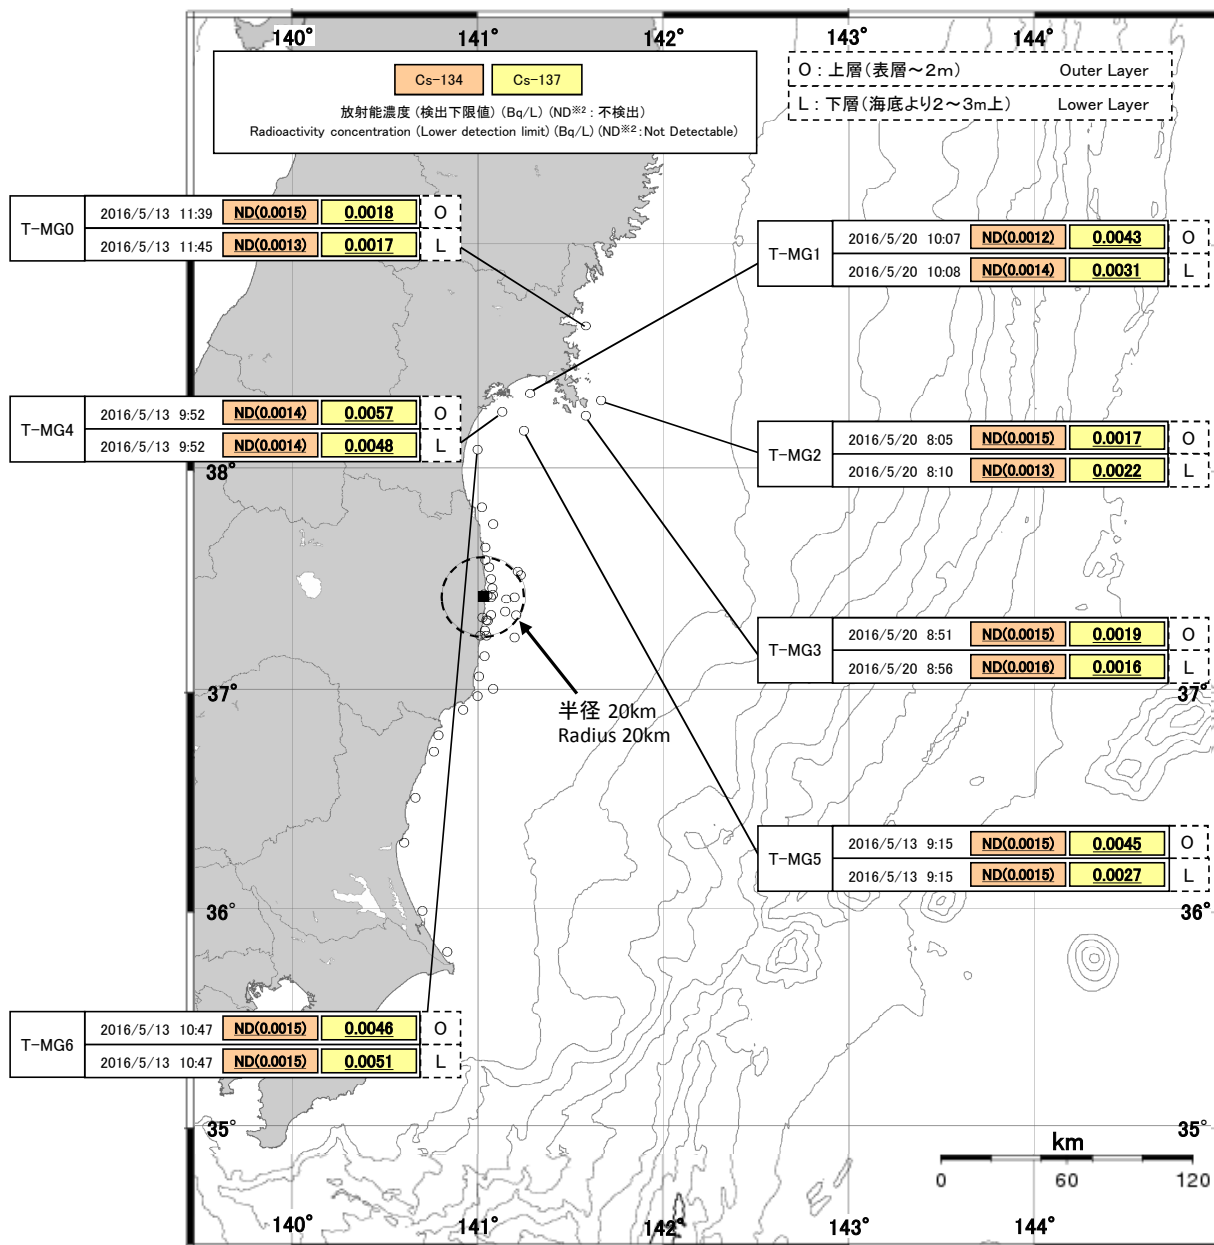 140°
141°
142°
143°
144°
Cs-134
Cs-137
放射能濃度 (検出下限値) (Bq/L) (ND※2 : 不検出)
Radioactivity concentration (Lower detection limit) (Bq/L) (ND※2 : Not Detectable)
O : 上層(表層~2m) Outer Layer
L : 下層(海底より2~3m上) Lower Layer
T-MG0
2016/5/13 11:39 ND(0.0015) 0.0018 O
2016/5/13 11:45 ND(0.0013) 0.0017 L
T-MG1
2016/5/20 10:07 ND(0.0012) 0.0043 O
2016/5/20 10:08 ND(0.0014) 0.0031 L
T-MG4
2016/5/13 9:52 ND(0.0014) 0.0057 O
2016/5/13 9:52 ND(0.0014) 0.0048 L
T-MG2
2016/5/20 8:05 ND(0.0015) 0.0017 O
2016/5/20 8:10 ND(0.0013) 0.0022 L
38°
T-MG3
2016/5/20 8:51 ND(0.0015) 0.0019 O
2016/5/20 8:56 ND(0.0016) 0.0016 L
37°
37°
半径 20km
Radius 20km
T-MG5
2016/5/13 9:15 ND(0.0015) 0.0045 O
2016/5/13 9:15 ND(0.0015) 0.0027 L
36°
36°
T-MG6
2016/5/13 10:47 ND(0.0015) 0.0046 O
2016/5/13 10:47 ND(0.0015) 0.0051 L
35°
35°
km
0 60 120
140°
141°
142°
143°
144°